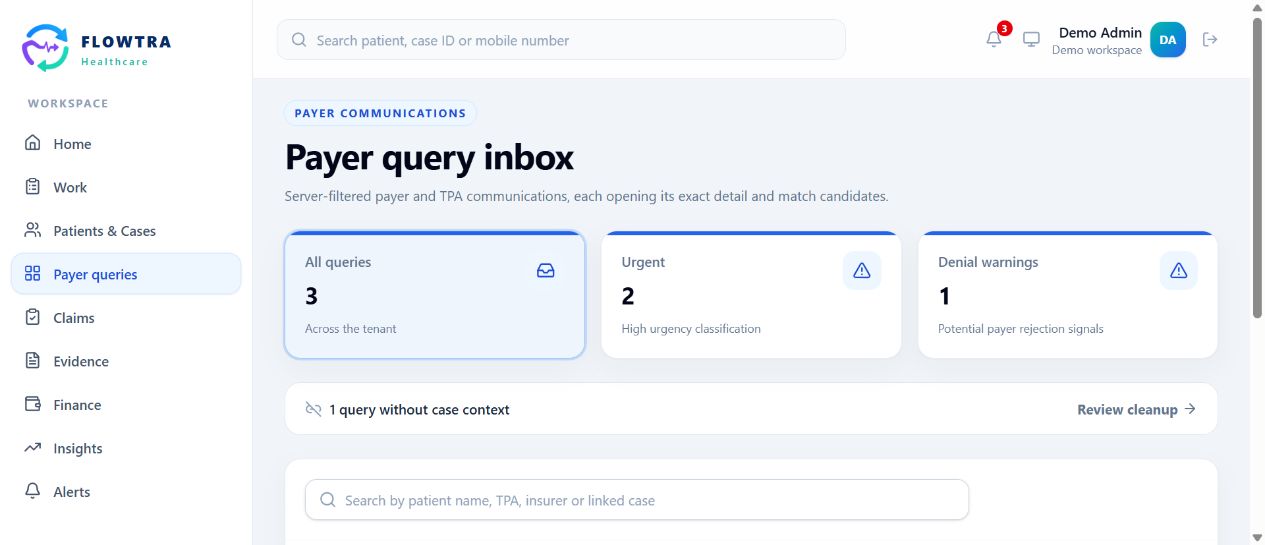 FLOWTRA
Healthcare
WORKSPACE
Home
Work
Patients & Cases
Payer queries
Claims
Evidence
Finance
Insights
Alerts
Search patient, case ID or mobile number
3
Demo Admin
Demo workspace
DA
PAYER COMMUNICATIONS
Payer query inbox
Server-filtered payer and TPA communications, each opening its exact detail and match candidates.
All queries
3
Across the tenant
Urgent
2
High urgency classification
Denial warnings
1
Potential payer rejection signals
1 query without case context
Review cleanup
Search by patient name, TPA, insurer or linked case